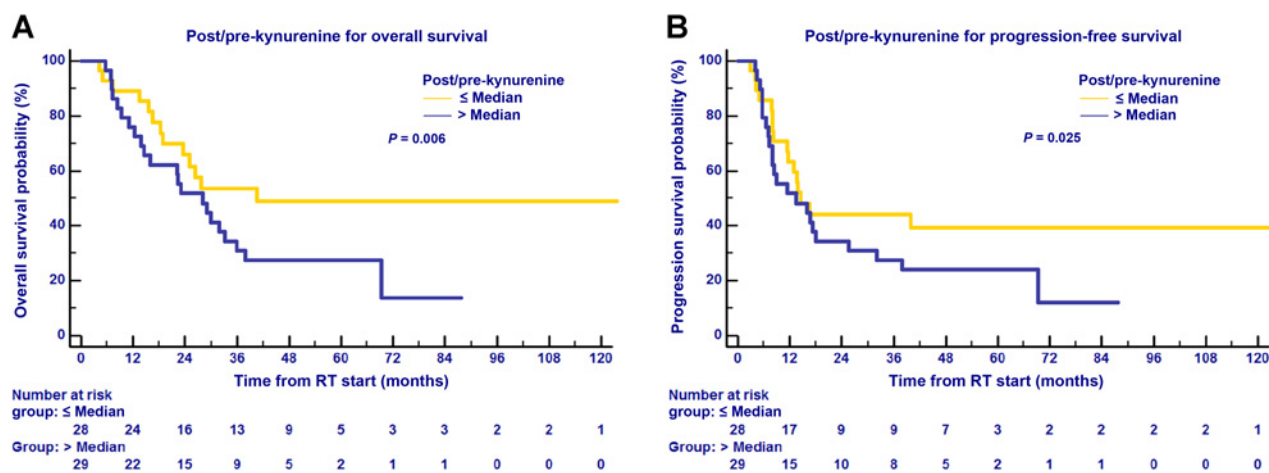 A
Post/pre-kynurenine for overall survival
Overall survival probability (%)
100
80
60
40
20
0
Post/pre-kynurenine
≤ Median
> Median
P = 0.006
0 12 24 36 48 60 72 84 96 108 120
Time from RT start (months)
Number at risk
group: ≤ Median
28 24 16 13 9 5 3 3 2 2 1
Group: > Median
29 22 15 9 5 2 1 1 0 0 0
B
Post/pre-kynurenine for progression-free survival
Progression survival probability (%)
100
80
60
40
20
0
Post/pre-kynurenine
≤ Median
> Median
P = 0.025
0 12 24 36 48 60 72 84 96 108 120
Time from RT start (months)
Number at risk
group: ≤ Median
28 17 9 9 7 3 2 2 2 2 1
Group: > Median
29 15 10 8 5 2 1 1 0 0 0